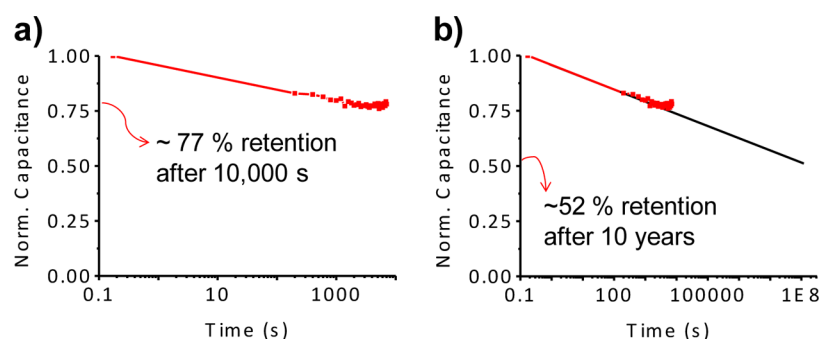 a)
1.00
0.75
0.50
0.25
0.00
Norm. Capacitance
~ 77 % retention
after 10,000 s
0.1
10
1000
Time (s)
b)
1.00
0.75
0.50
0.25
0.00
Norm. Capacitance
~52 % retention
after 10 years
0.1
100
100000
1E8
Time (s)